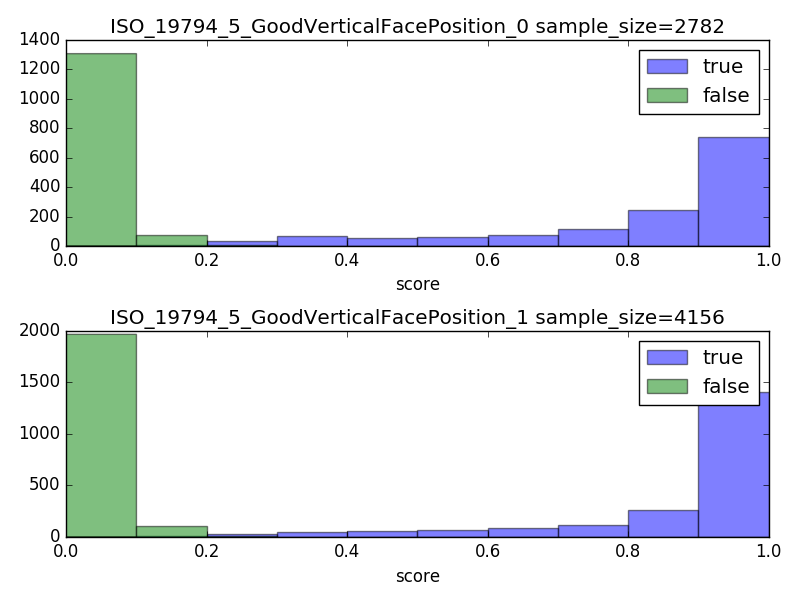 ISO_19794_5_GoodVerticalFacePosition_0 sample_size=2782
1400
1200
1000
800
600
400
200
0
true
false
0.0 0.2 0.4 0.6 0.8 1.0
score
ISO_19794_5_GoodVerticalFacePosition_1 sample_size=4156
2000
1500
1000
500
0
true
false
0.0 0.2 0.4 0.6 0.8 1.0
score